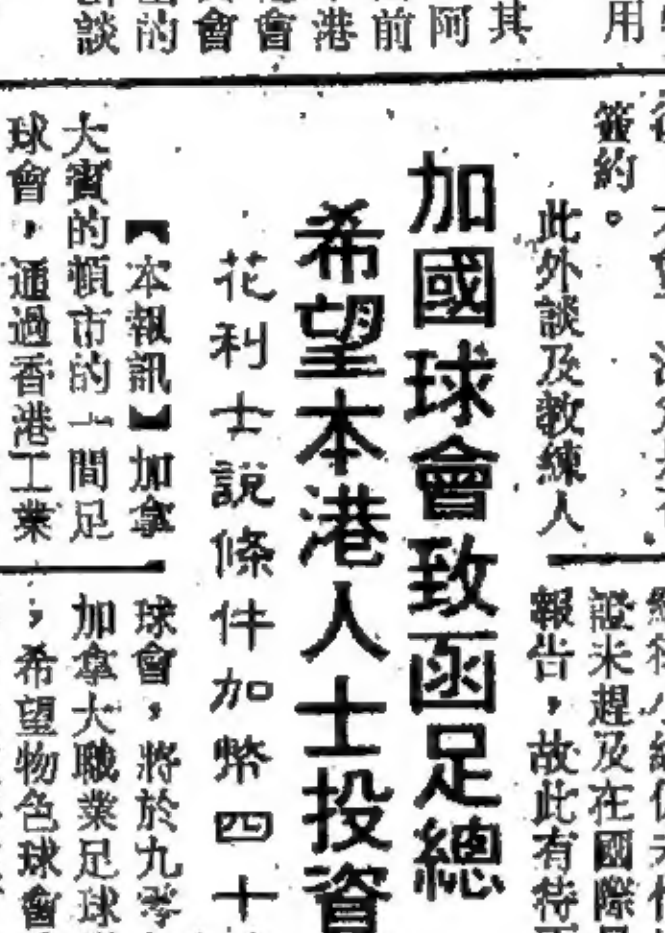 用
其
阿
前
港
會
會
的
談
簽約。
此外談及教練人
證未趕及在國際
報告，故此有待
加國球會致函足總
希望本港人士投資
花利士說條件加幣四十
【本報訊】加拿
大賓的頓市的一間足
球會，通過香港工業
球會，將於九零
加拿大職業足球
，希望物色球會